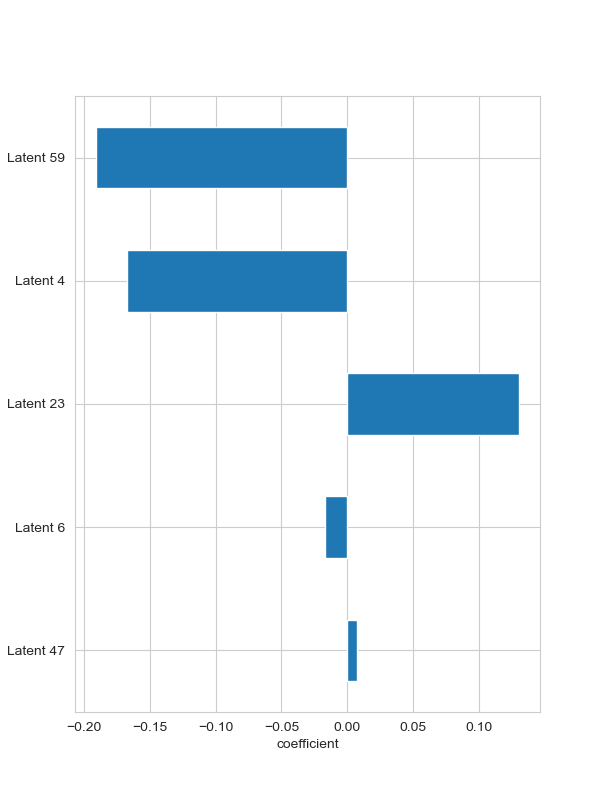 Latent 59
Latent 4
Latent 23
Latent 6
Latent 47
−0.20 −0.15 −0.10 −0.05 0.00 0.05 0.10
coefficient